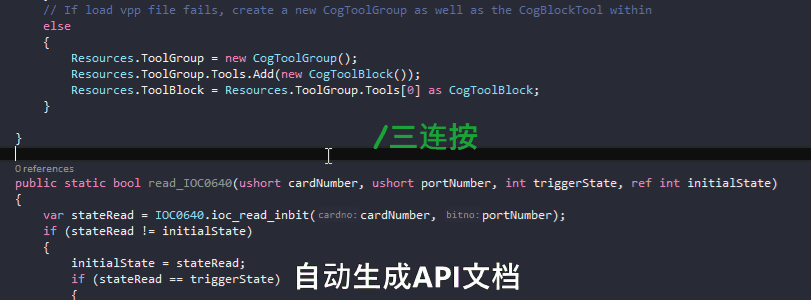 // If load vpp file fails, create a new CogToolGroup as well as the CogBlockTool within
else
{
Resources.ToolGroup = new CogToolGroup();
Resources.ToolGroup.Tools.Add(new CogToolBlock());
Resources.ToolBlock = Resources.ToolGroup.Tools[0] as CogToolBlock;
}
}
/三连按
0 references
public static bool read_IOC0640(ushort cardNumber, ushort portNumber, int triggerState, ref int initialState)
{
var stateRead = IOC0640.ioc_read_inbit(cardno: cardNumber, bitno: portNumber);
if (stateRead != initialState)
{
initialState = stateRead;
if (stateRead == triggerState)
自动生成API文档
{